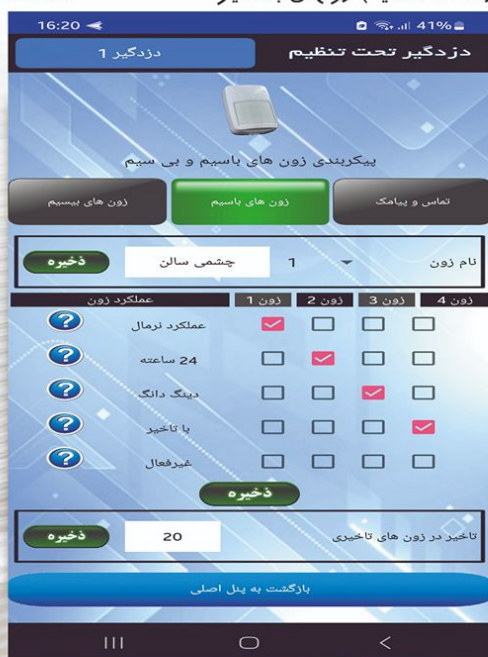 16:20
41%
دزدگیر تحت تنظیم
دزدگیر 1
پیکربندی زون های باسیم و بی سیم
تماس و پیامک
زون های باسیم
زون های بیسیم
نام زون
1
چشمی سالن
ذخیره
زون 4 زون 3 زون 2 زون 1 عملکرد زون
عملکرد نرمال ?
24 ساعته ?
دینگ دانگ ?
با تاخیر ?
غیرفعال ?
ذخیره
تاخیر در زون های تاخیری
20
ذخیره
بازگشت به پنل اصلی